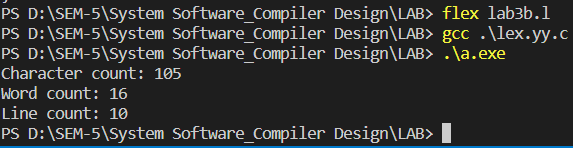 PS D:\SEM-5\System Software_Compiler Design\LAB> flex lab3b.l
PS D:\SEM-5\System Software_Compiler Design\LAB> gcc .\lex.yy.c
PS D:\SEM-5\System Software_Compiler Design\LAB> .\a.exe
Character count: 105
Word count: 16
Line count: 10
PS D:\SEM-5\System Software_Compiler Design\LAB>